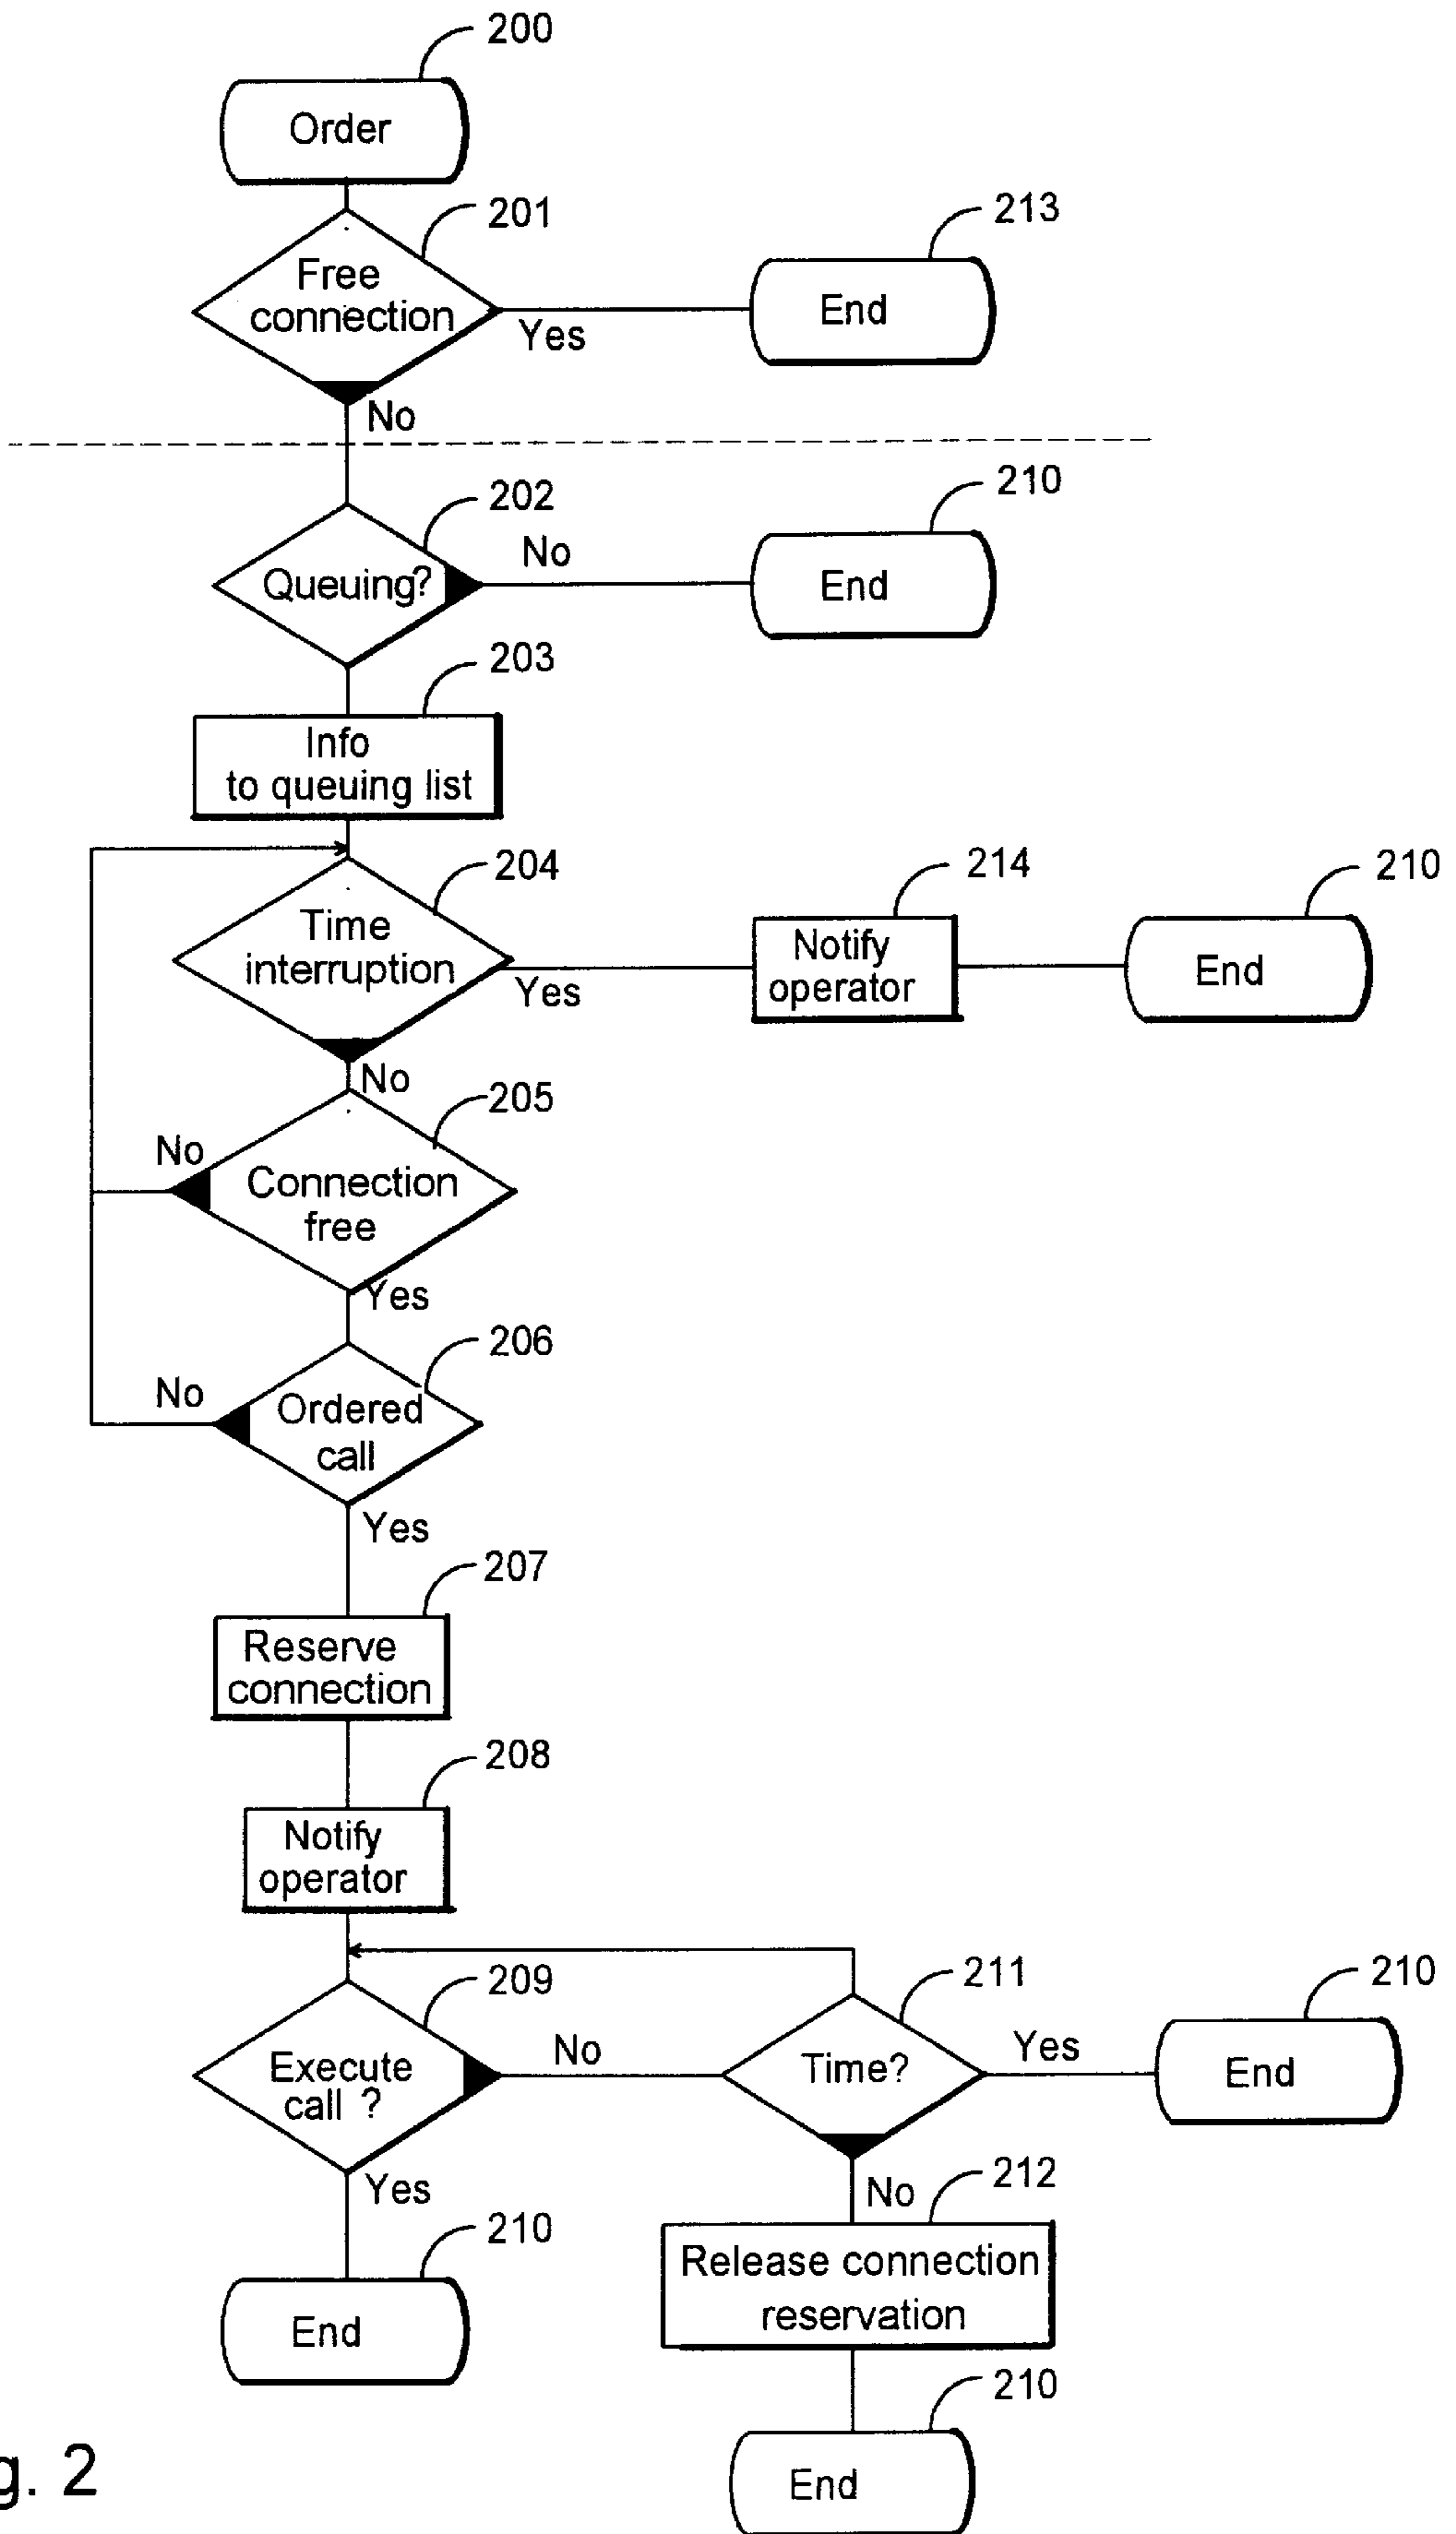 200
Order
201
Free
connection
Yes
213
End
No
202
Queuing?
No
210
End
203
Info
to queuing list
204
Time
interruption
Yes
214
Notify
operator
210
End
No
205
Connection
free
No
Yes
206
Ordered
call
No
Yes
207
Reserve
connection
208
Notify
operator
209
Execute
call ?
No
211
Time?
Yes
210
End
Yes
210
End
No
212
Release connection
reservation
210
End
g. 2